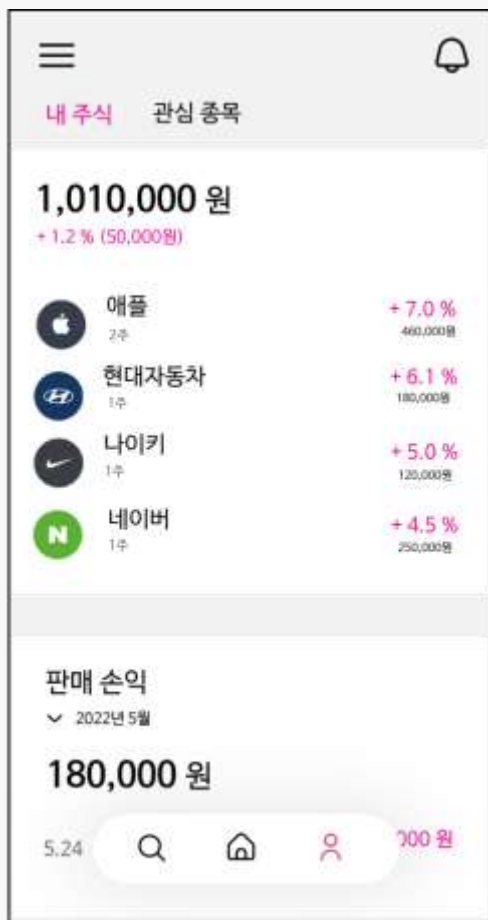 내 주식 관심 종목
1,010,000 원
+ 1.2 % (50,000원)
애플 + 7.0 %
2주 460,000원
현대자동차 + 6.1 %
1주 180,000원
나이키 + 5.0 %
1주 120,000원
네이버 + 4.5 %
1주 250,000원
N
판매 손익
2022년 5월
180,000 원
5.24 000 원